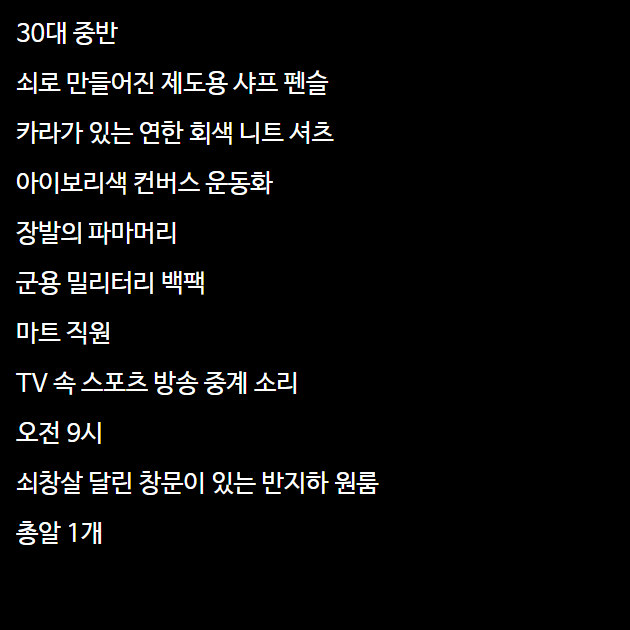 30대 중반
쇠로 만들어진 제도용 샤프 펜슬
카라가 있는 연한 회색 니트 셔츠
아이보리색 컨버스 운동화
장발의 파마머리
군용 밀리터리 백팩
마트 직원
TV 속 스포츠 방송 중계 소리
오전 9시
쇠창살 달린 창문이 있는 반지하 원룸
총알 1개